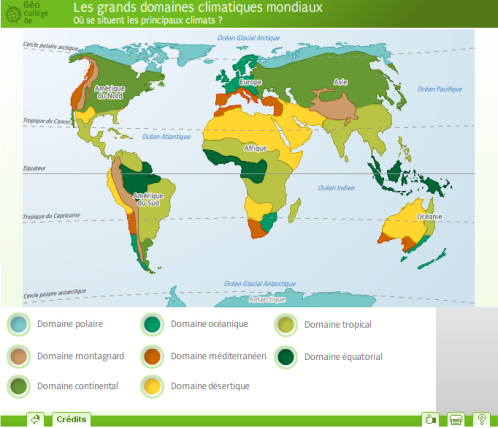 Géo
collège
6e
Les grands domaines climatiques mondiaux
Où se situent les principaux climats ?
Océan Glacial Arctique
Cercle polaire arctique
Europe
Asie
Amérique
du Nord
Océan Pacifique
Tropique du Cancer
Océan Atlantique
Afrique
Equateur
Océan Indien
Amérique
du Sud
Tropique du Capricorne
Océanie
Océan Glacial Antarctique
Cercle polaire antarctique
Antarctique
Domaine polaire
Domaine océanique
Domaine tropical
Domaine montagnard
Domaine méditerranéen
Domaine équatorial
Domaine continental
Domaine désertique
Crédits
?